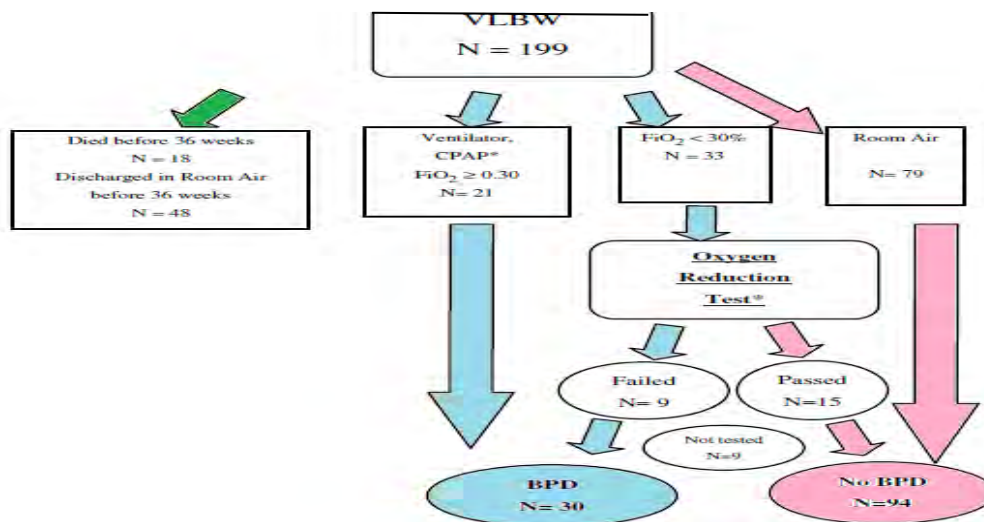 VLBW
N = 199
Died before 36 weeks
N = 18
Discharged in Room Air
before 36 weeks
N = 48
Ventilator,
CPAP*
FiO₂ ≥ 0.30
N= 21
FiO₂ < 30%
N = 33
Room Air
N= 79
Oxygen
Reduction
Test*
Failed
N= 9
Passed
N=15
Not tested
N=9
BPD
N= 30
No BPD
N=94